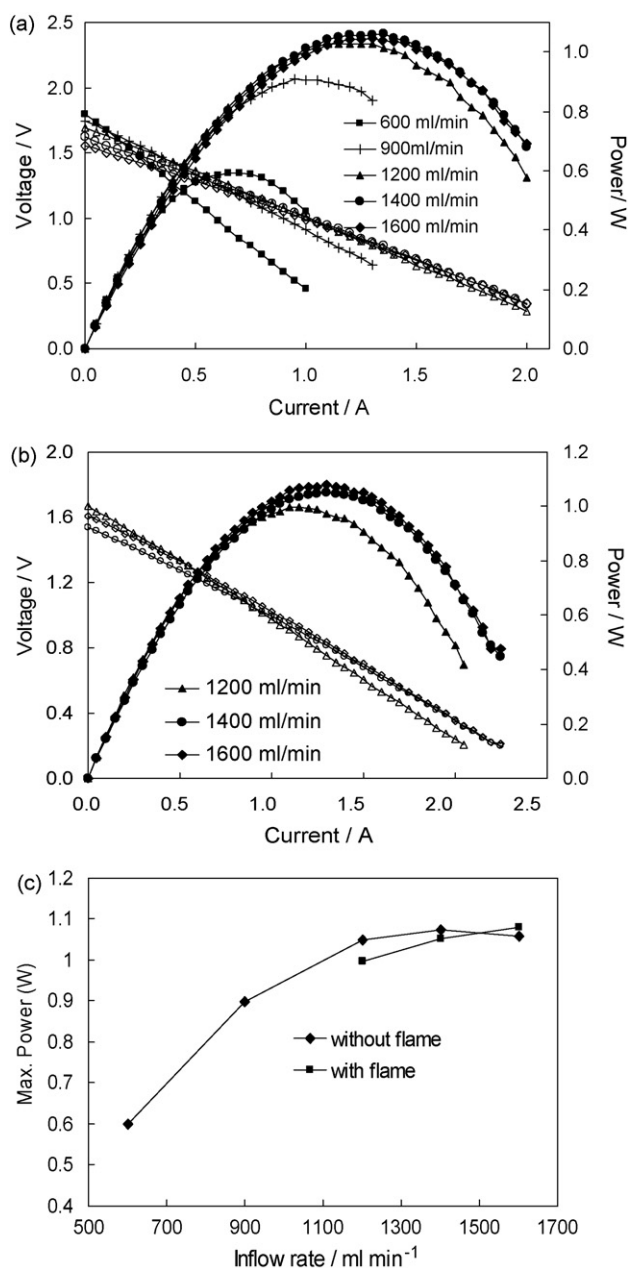 (a)
2.5
2.0
1.5
1.0
0.5
0.0
Voltage / V
1.0
0.8
0.6
0.4
0.2
0.0
Power/ W
600 ml/min
900ml/min
1200 ml/min
1400 ml/min
1600 ml/min
0.0 0.5 1.0 1.5 2.0
Current / A
(b)
2.0
1.6
1.2
0.8
0.4
0.0
Voltage / V
1.2
1.0
0.8
0.6
0.4
0.2
0.0
Power / W
1200 ml/min
1400 ml/min
1600 ml/min
0.0 0.5 1.0 1.5 2.0 2.5
Current / A
(c)
1.2
1.1
1
0.9
0.8
0.7
0.6
0.5
0.4
Max. Power (W)
without flame
with flame
500 700 900 1100 1300 1500 1700
Inflow rate / ml min⁻¹